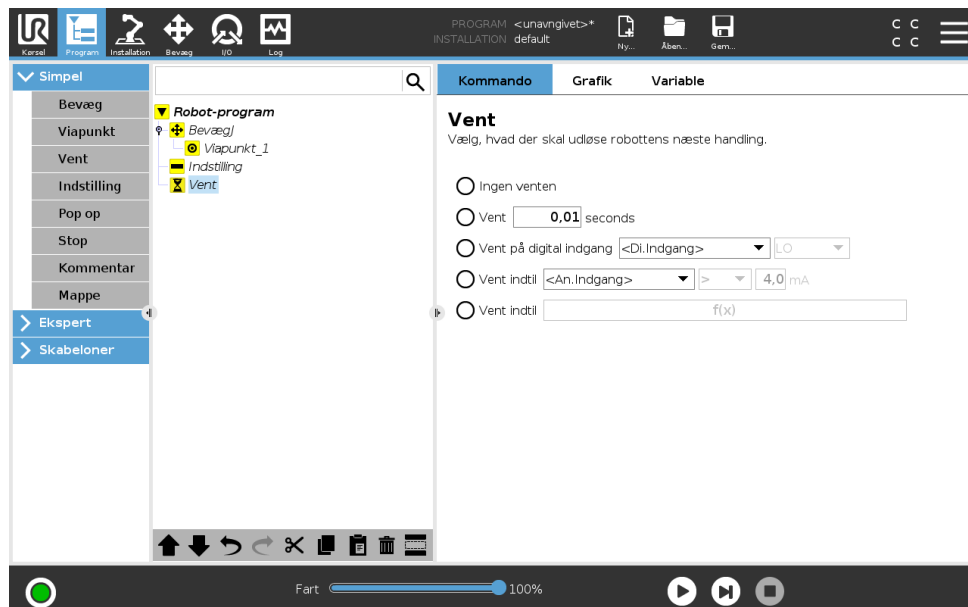 PROGRAM <unavngivet>*
INSTALLATION default
Kørsel
Program
Installation
Bevæg
I/O
Log
Ny...
Åben...
Gem...
C C
C C
Simpel
Bevæg
Viapunkt
Vent
Indstilling
Pop op
Stop
Kommentar
Mappe
Ekspert
Skabeloner
Robot-program
BevægJ
Viapunkt_1
Indstilling
Vent
Kommando Grafik Variable
Vent
Vælg, hvad der skal udløse robottens næste handling.
Ingen venten
Vent 0,01 seconds
Vent på digital indgang <Di.Indgang> LO
Vent indtil <An.Indgang> > 4,0 mA
Vent indtil f(x)
Fart 100%